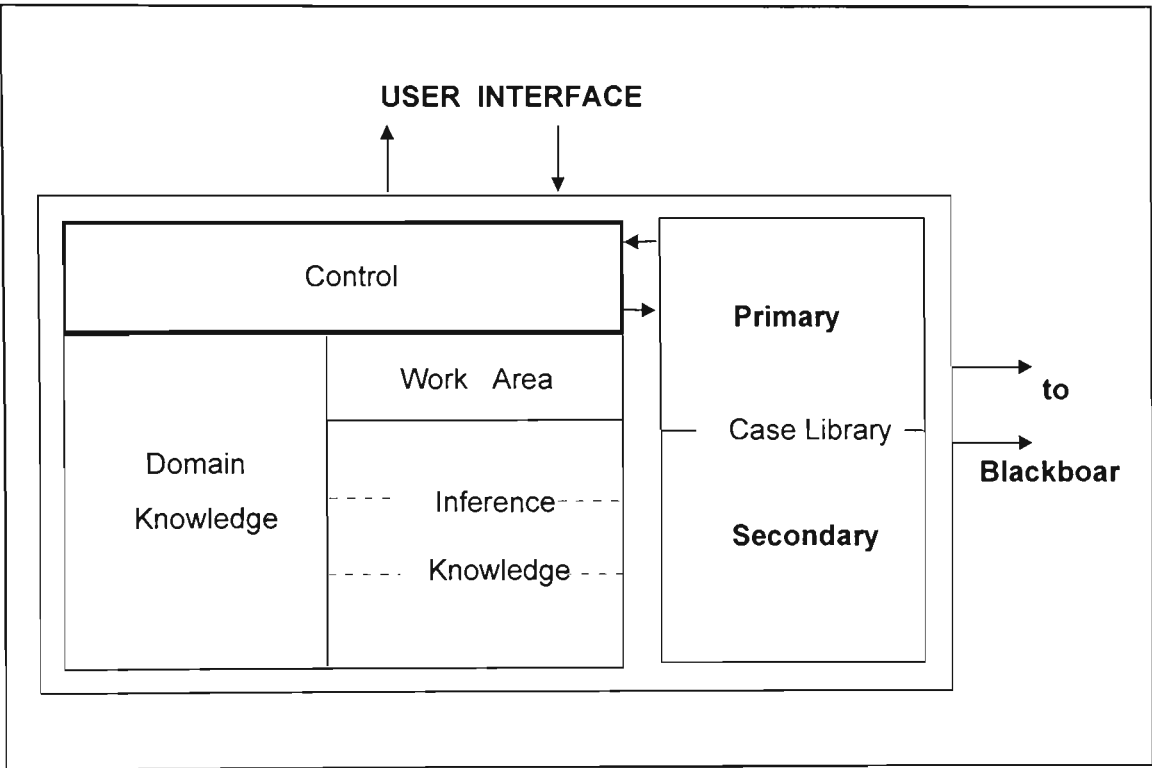 USER INTERFACE
Control
Work Area
Domain
Knowledge
Inference
Knowledge
Primary
Case Library
Secondary
to
Blackboar